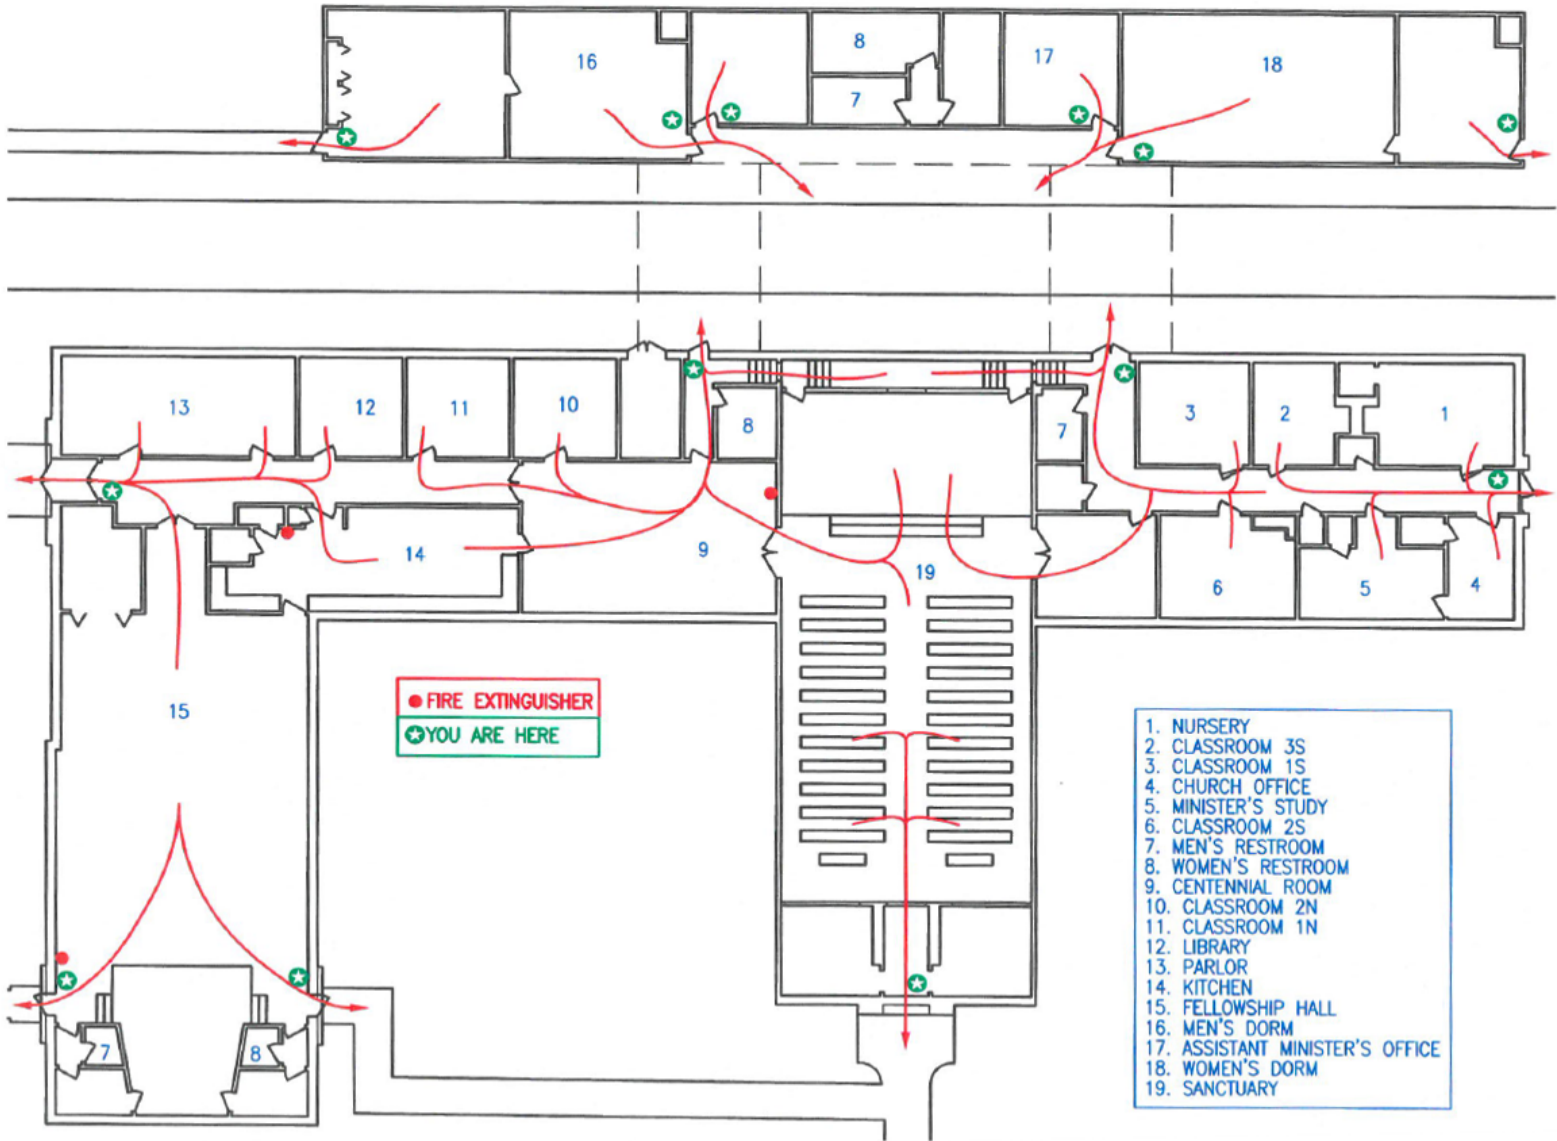 8
16
17
18
7
13
12
11
10
8
7
3
2
1
14
9
19
6
5
4
15
FIRE EXTINGUISHER
YOU ARE HERE
7
8
1. NURSERY
2. CLASSROOM 3S
3. CLASSROOM 1S
4. CHURCH OFFICE
5. MINISTER'S STUDY
6. CLASSROOM 2S
7. MEN'S RESTROOM
8. WOMEN'S RESTROOM
9. CENTENNIAL ROOM
10. CLASSROOM 2N
11. CLASSROOM 1N
12. LIBRARY
13. PARLOR
14. KITCHEN
15. FELLOWSHIP HALL
16. MEN'S DORM
17. ASSISTANT MINISTER'S OFFICE
18. WOMEN'S DORM
19. SANCTUARY